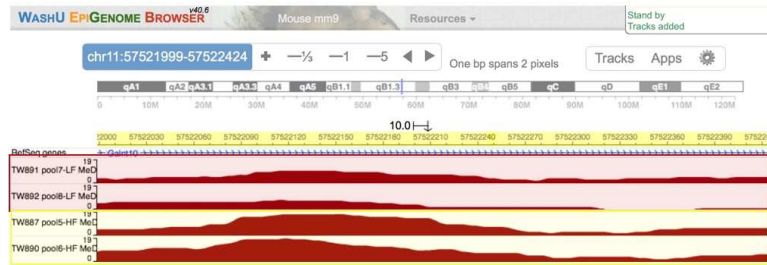 WASHU EPIGENOME BROWSER v40.6 Mouse mm9 Resources Stand by
Tracks added
chr11:57521999-57522424 + —⅓ —1 —5 One bp spans 2 pixels Tracks Apps
qA1 qA2 qA3.1 qA3.3 qA4 qA5 qB1.1 qB1.3 qB3 qB4 qB5 qC qD qE1 qE2
0 10M 20M 30M 40M 50M 60M 70M 80M 90M 100M 110M 120M
10.0
22000 57522030 57522060 57522090 57522120 57522150 57522180 57522210 57522240 57522270 57522300 57522330 57522360 57522390 575224
RefSeq genes Galnt10
19
TW891 pool7-LF MeD
0
19
TW892 pool8-LF MeD
0
19
TW887 pool5-HF MeD
0
19
TW890 pool6-HF MeD
0